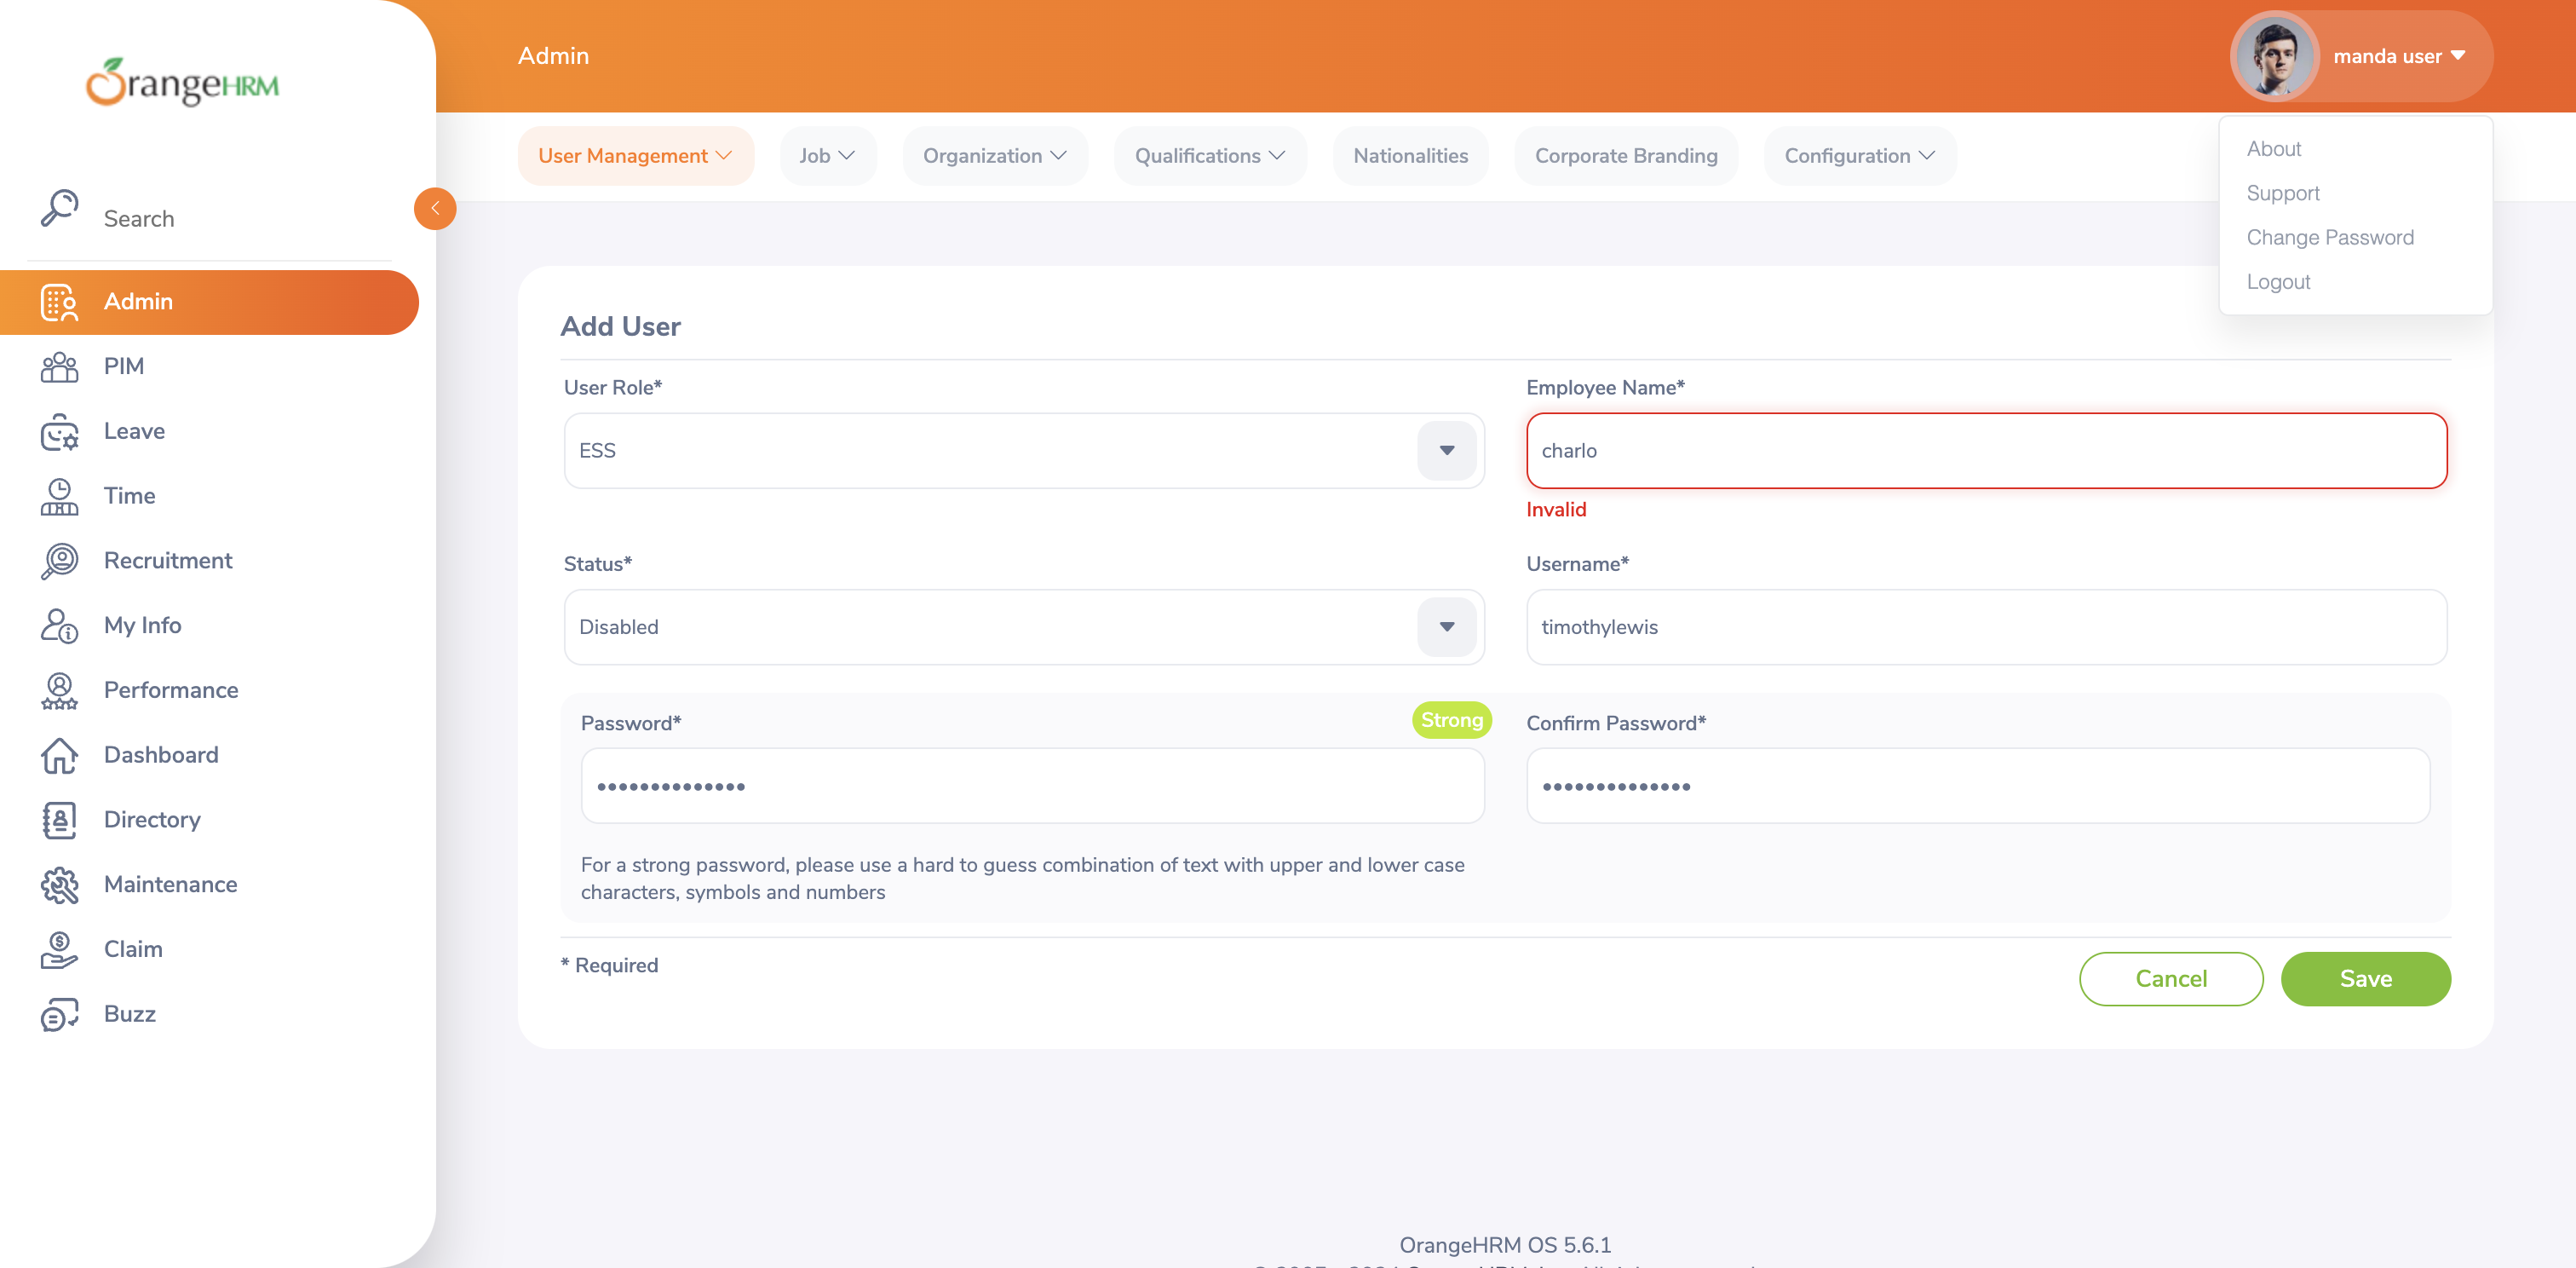 OrangeHRM
Search
Admin
PIM
Leave
Time
Recruitment
My Info
Performance
Dashboard
Directory
Maintenance
Claim
Buzz
Admin
manda user
User Management
Job
Organization
Qualifications
Nationalities
Corporate Branding
Configuration
About
Support
Change Password
Logout
Add User
User Role*
ESS
Employee Name*
charlo
Invalid
Status*
Disabled
Username*
timothylewis
Password*
Strong
••••••••••••••
Confirm Password*
••••••••••••••
For a strong password, please use a hard to guess combination of text with upper and lower case
characters, symbols and numbers
* Required
Cancel
Save
OrangeHRM OS 5.6.1